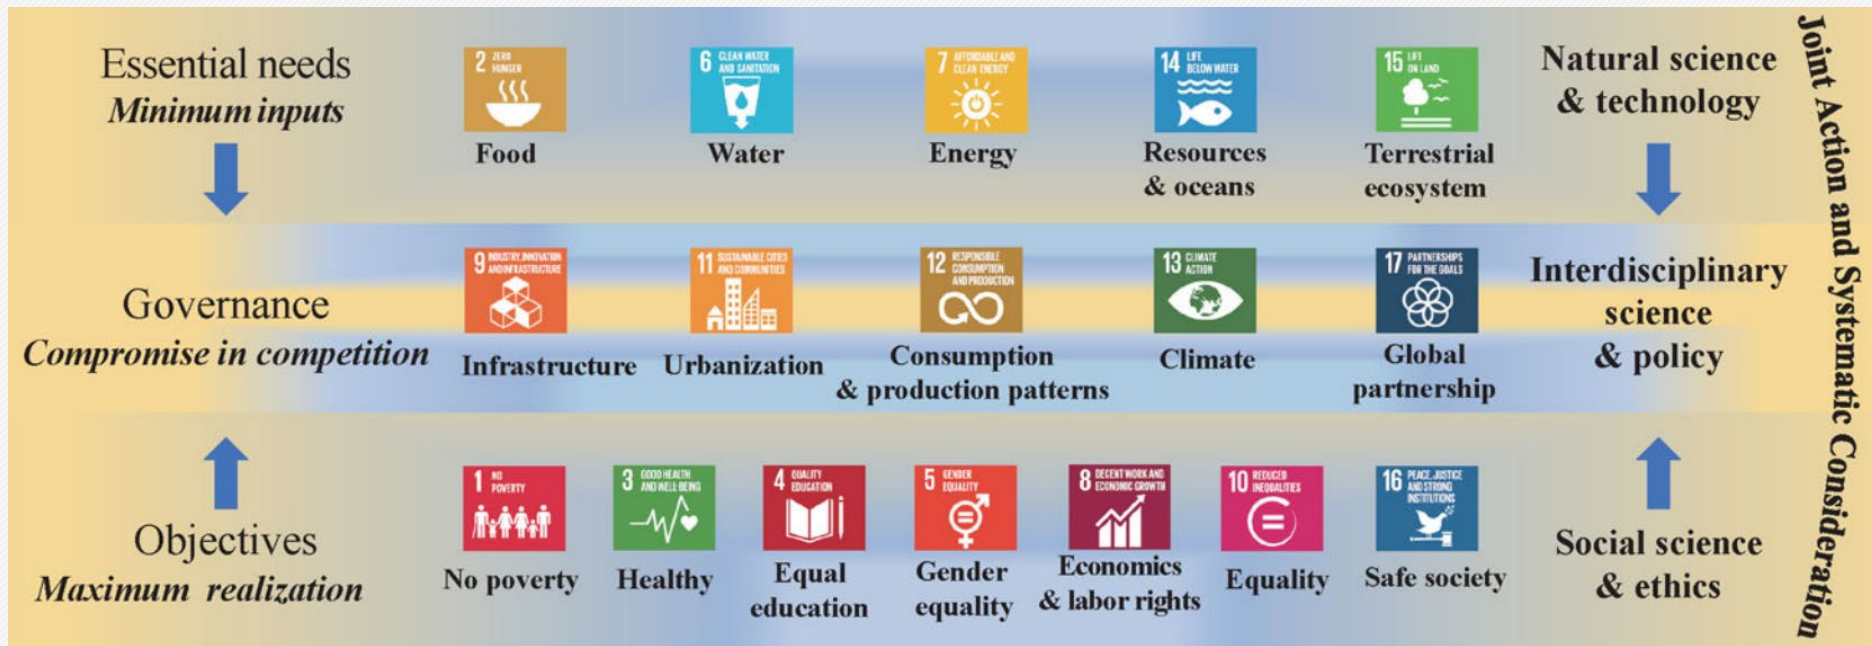 Essential needs
Minimum inputs
2 ZERO
HUNGER
Food
6 CLEAN WATER
AND SANITATION
Water
7 AFFORDABLE AND
CLEAN ENERGY
Energy
14 LIFE
BELOW WATER
Resources
& oceans
15 LIFE
ON LAND
Terrestrial
ecosystem
Natural science
& technology
Governance
Compromise in competition
9 INDUSTRY, INNOVATION
AND INFRASTRUCTURE
Infrastructure
11 SUSTAINABLE CITIES
AND COMMUNITIES
Urbanization
12 RESPONSIBLE
CONSUMPTION
AND PRODUCTION
Consumption
& production patterns
13 CLIMATE
ACTION
Climate
17 PARTNERSHIPS
FOR THE GOALS
Global
partnership
Interdisciplinary
science
& policy
Objectives
Maximum realization
1 NO
POVERTY
No poverty
3 GOOD HEALTH
AND WELL-BEING
Healthy
4 QUALITY
EDUCATION
Equal
education
5 GENDER
EQUALITY
Gender
equality
8 DECENT WORK AND
ECONOMIC GROWTH
Economics
& labor rights
10 REDUCED
INEQUALITIES
Equality
16 PEACE, JUSTICE
AND STRONG
INSTITUTIONS
Safe society
Social science
& ethics
Joint Action and Systematic Consideration